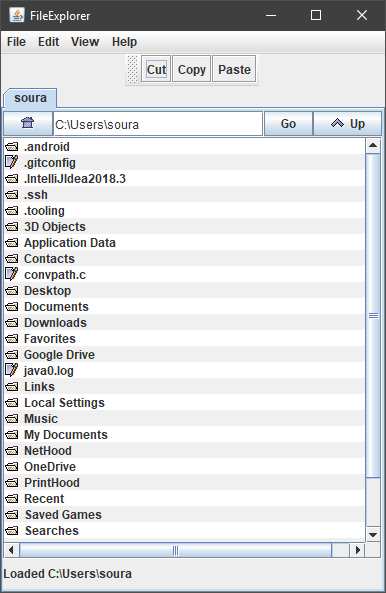 FileExplorer
File Edit View Help
Cut Copy Paste
soura
C:\Users\soura Go Up
.android
.gitconfig
.IntelliJIdea2018.3
.ssh
.tooling
3D Objects
Application Data
Contacts
convpath.c
Desktop
Documents
Downloads
Favorites
Google Drive
java0.log
Links
Local Settings
Music
My Documents
NetHood
OneDrive
PrintHood
Recent
Saved Games
Searches
Loaded C:\Users\soura